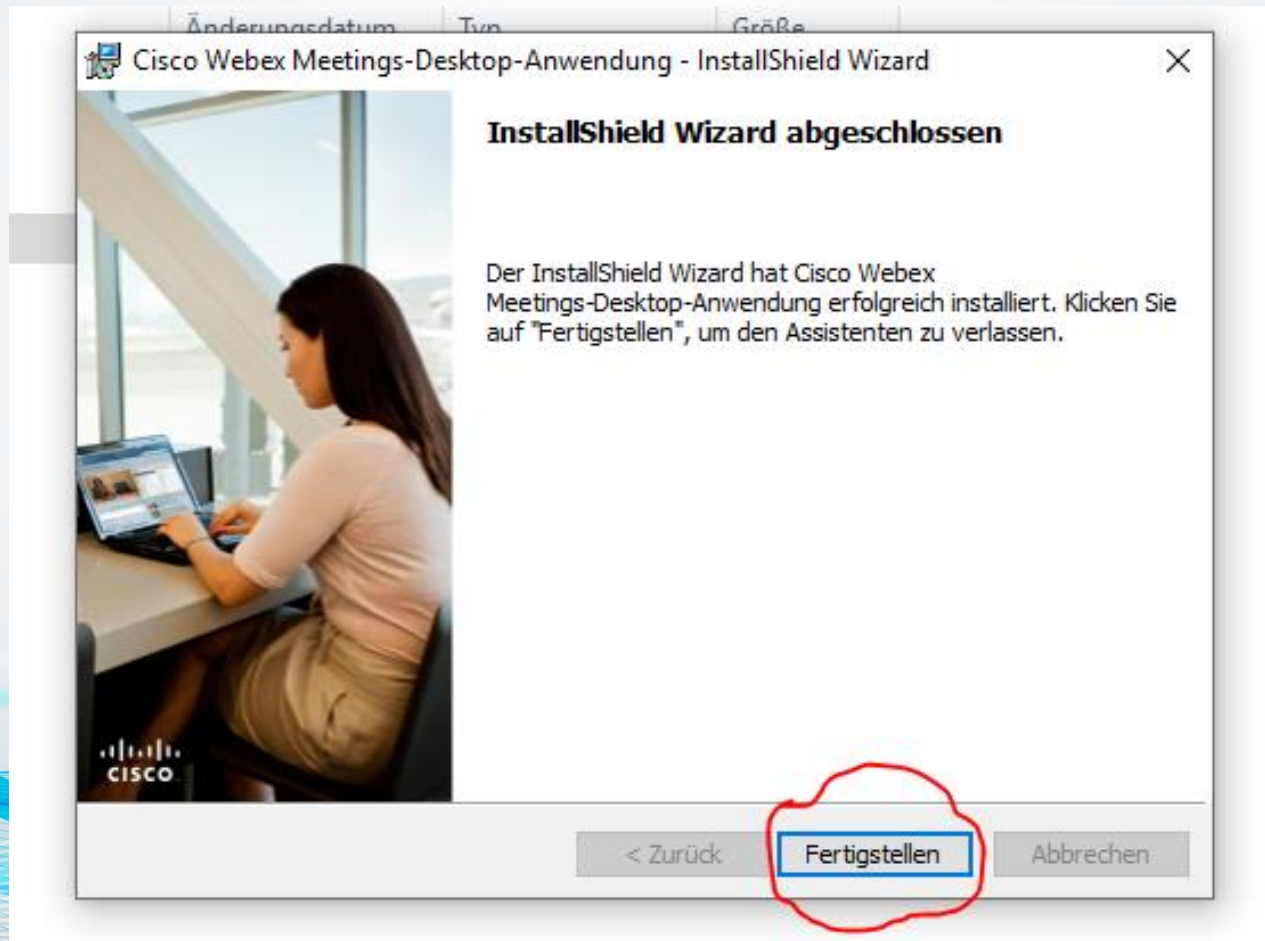 Änderungsdatum Typ Größe
Cisco Webex Meetings-Desktop-Anwendung - InstallShield Wizard
InstallShield Wizard abgeschlossen
Der InstallShield Wizard hat Cisco Webex
Meetings-Desktop-Anwendung erfolgreich installiert. Klicken Sie
auf "Fertigstellen", um den Assistenten zu verlassen.
CISCO
< Zurück Fertigstellen Abbrechen